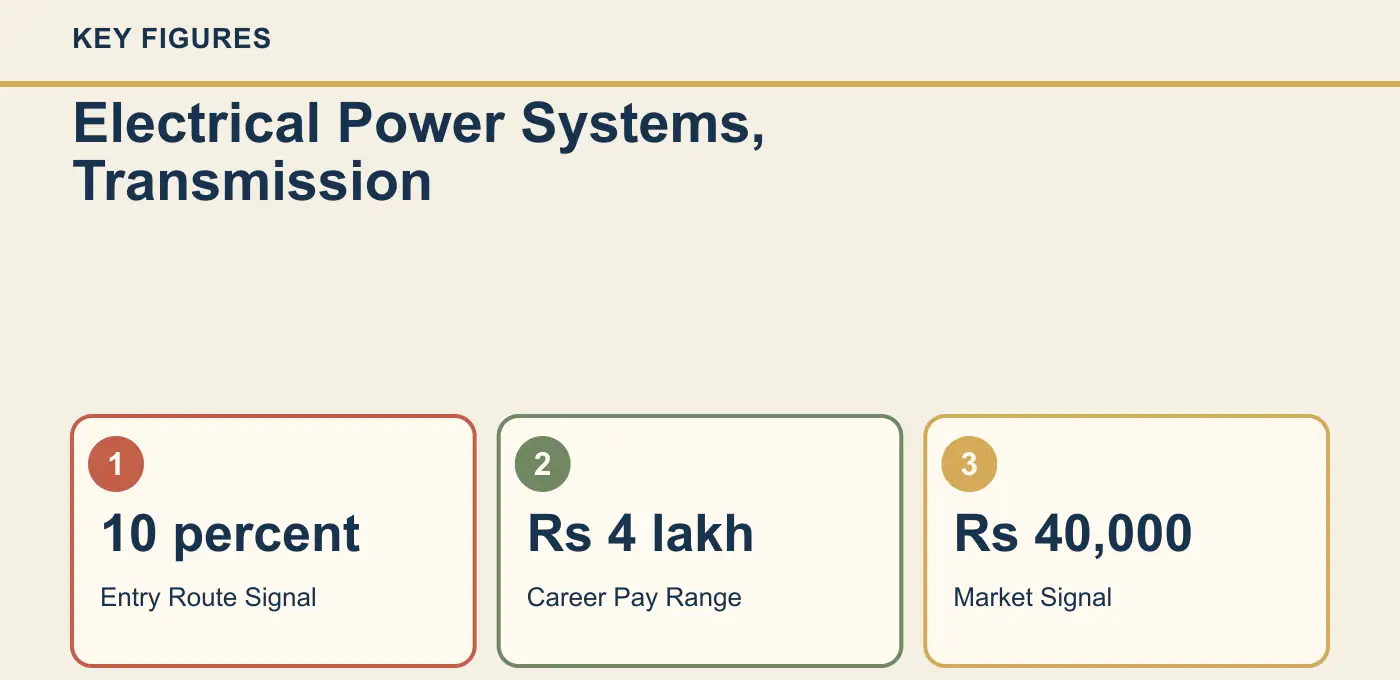 KEY FIGURES
Electrical Power Systems,
Transmission
1
10 percent
Entry Route Signal
2
Rs 4 lakh
Career Pay Range
3
Rs 40,000
Market Signal